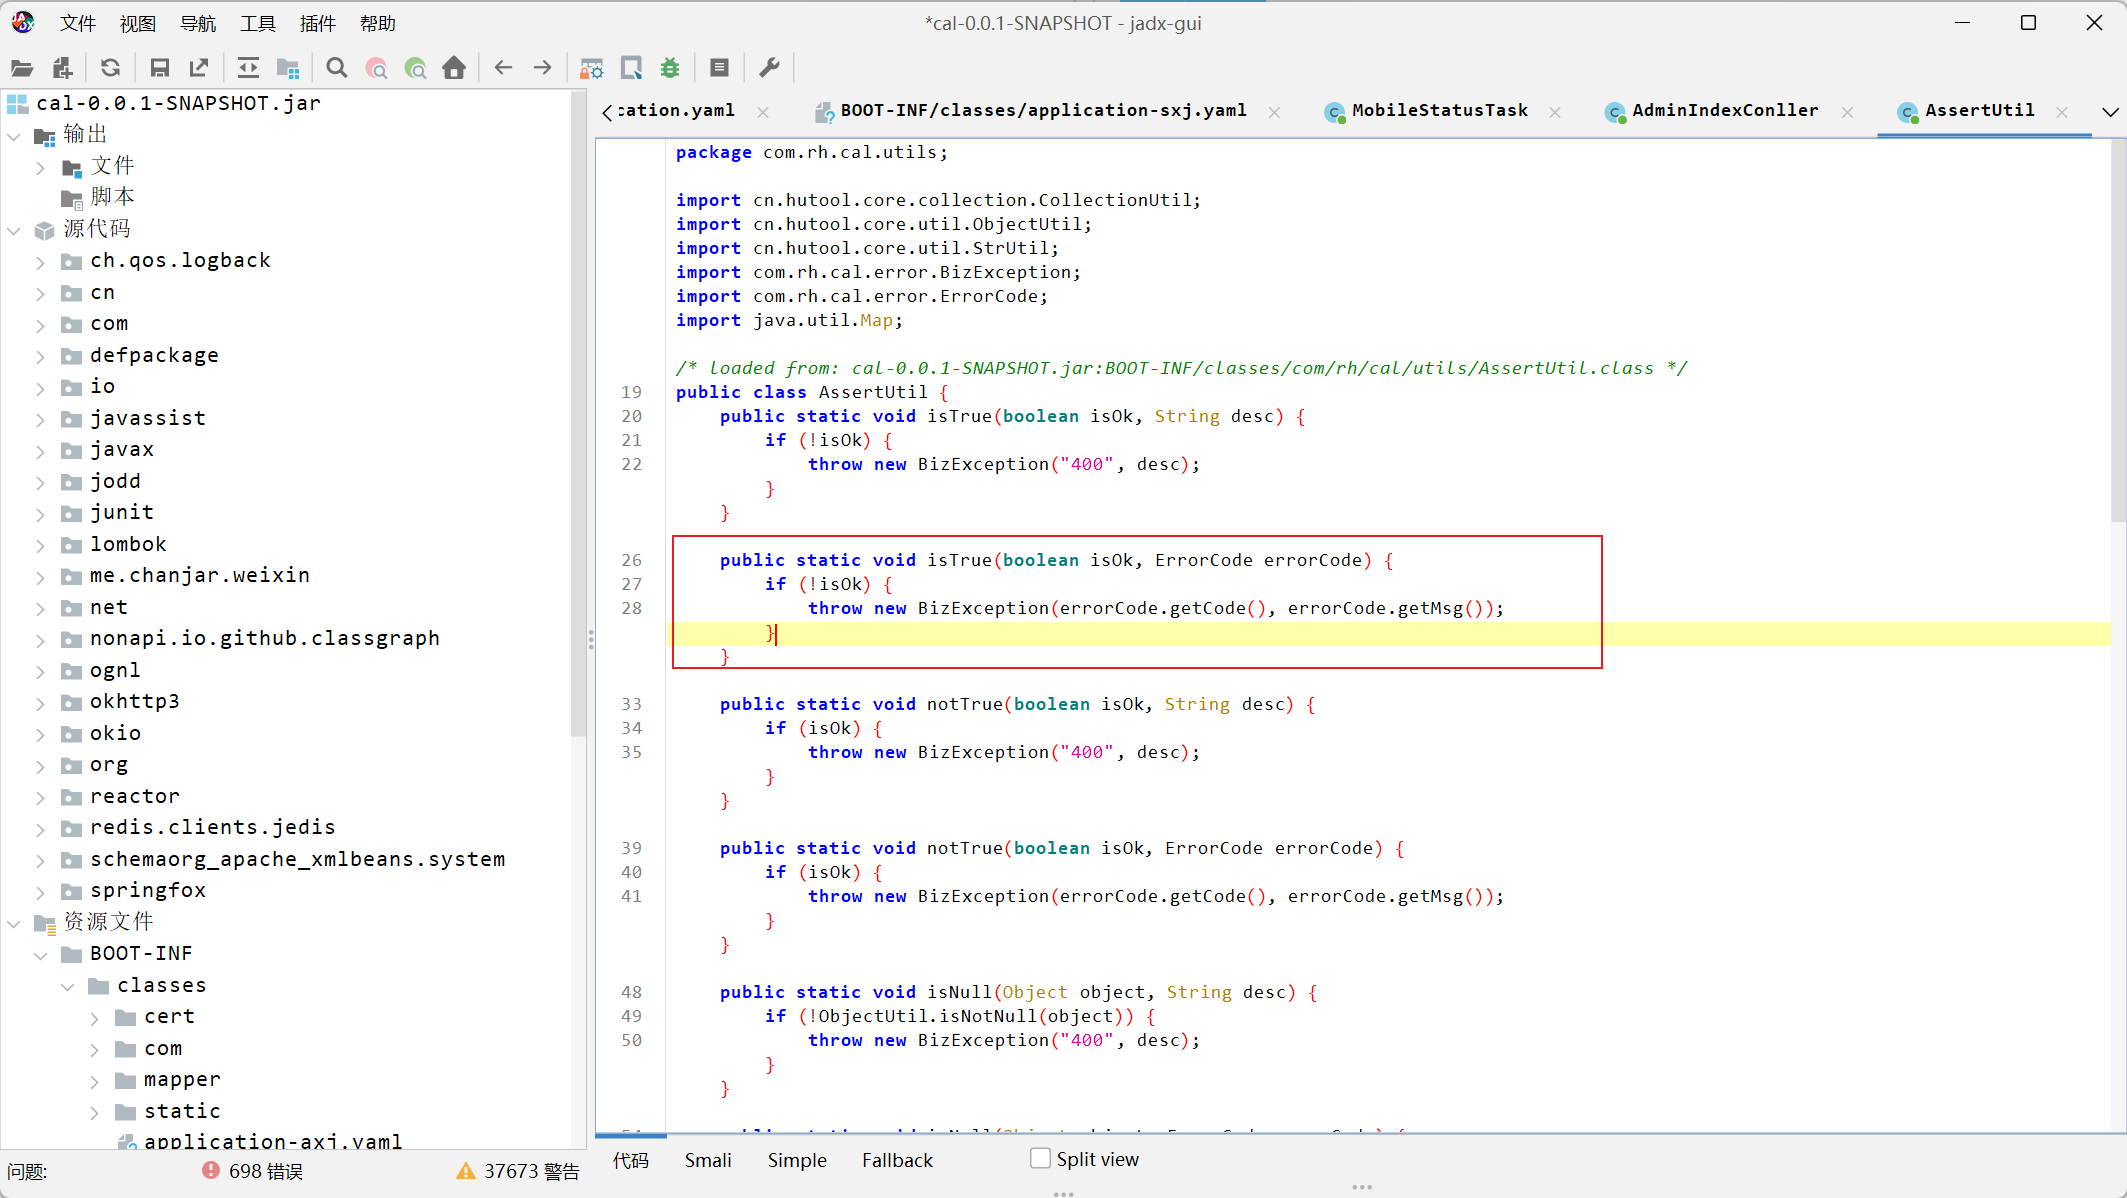 文件 视图 导航 工具 插件 帮助
*cal-0.0.1-SNAPSHOT - jadx-gui
cal-0.0.1-SNAPSHOT.jar
输出
文件
脚本
源代码
ch.qos.logback
cn
com
defpackage
io
javassist
javax
jodd
junit
lombok
me.chanjar.weixin
net
nonapi.io.github.classgraph
ognl
okhttp3
okio
org
reactor
redis.clients.jedis
schemaorg_apache_xmlbeans.system
springfox
资源文件
BOOT-INF
classes
cert
com
mapper
static
application-axj.yaml
问题: 698 错误 37673 警告
cation.yaml BOOT-INF/classes/application-sxj.yaml MobileStatusTask AdminIndexConller AssertUtil
package com.rh.cal.utils;
import cn.hutool.core.collection.CollectionUtil;
import cn.hutool.core.util.ObjectUtil;
import cn.hutool.core.util.StrUtil;
import com.rh.cal.error.BizException;
import com.rh.cal.error.ErrorCode;
import java.util.Map;
/* loaded from: cal-0.0.1-SNAPSHOT.jar:BOOT-INF/classes/com/rh/cal/utils/AssertUtil.class */
19 public class AssertUtil {
20 public static void isTrue(boolean isOk, String desc) {
21 if (!isOk) {
22 throw new BizException("400", desc);
}
}
26 public static void isTrue(boolean isOk, ErrorCode errorCode) {
27 if (!isOk) {
28 throw new BizException(errorCode.getCode(), errorCode.getMsg());
}
}
33 public static void notTrue(boolean isOk, String desc) {
34 if (isOk) {
35 throw new BizException("400", desc);
}
}
39 public static void notTrue(boolean isOk, ErrorCode errorCode) {
40 if (isOk) {
41 throw new BizException(errorCode.getCode(), errorCode.getMsg());
}
}
48 public static void isNull(Object object, String desc) {
49 if (!ObjectUtil.isNotNull(object)) {
50 throw new BizException("400", desc);
}
}
代码 Smali Simple Fallback Split view